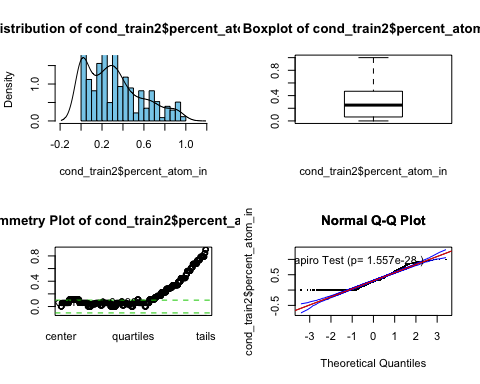 istribution of cond_train2$percent_ato
Density
0.0
1.0
-0.2
0.2
0.6
1.0
cond_train2$percent_atom_in
Boxplot of cond_train2$percent_atom
0.0
0.4
0.8
cond_train2$percent_atom_in
mmetry Plot of cond_train2$percent_a
0.0
0.4
0.8
center
quartiles
tails
Normal Q-Q Plot
cond_train2$percent_atom_in
-0.5
0.5
apiro Test (p= 1.557e-28 )
-3
-2
-1
0
1
2
3
Theoretical Quantiles